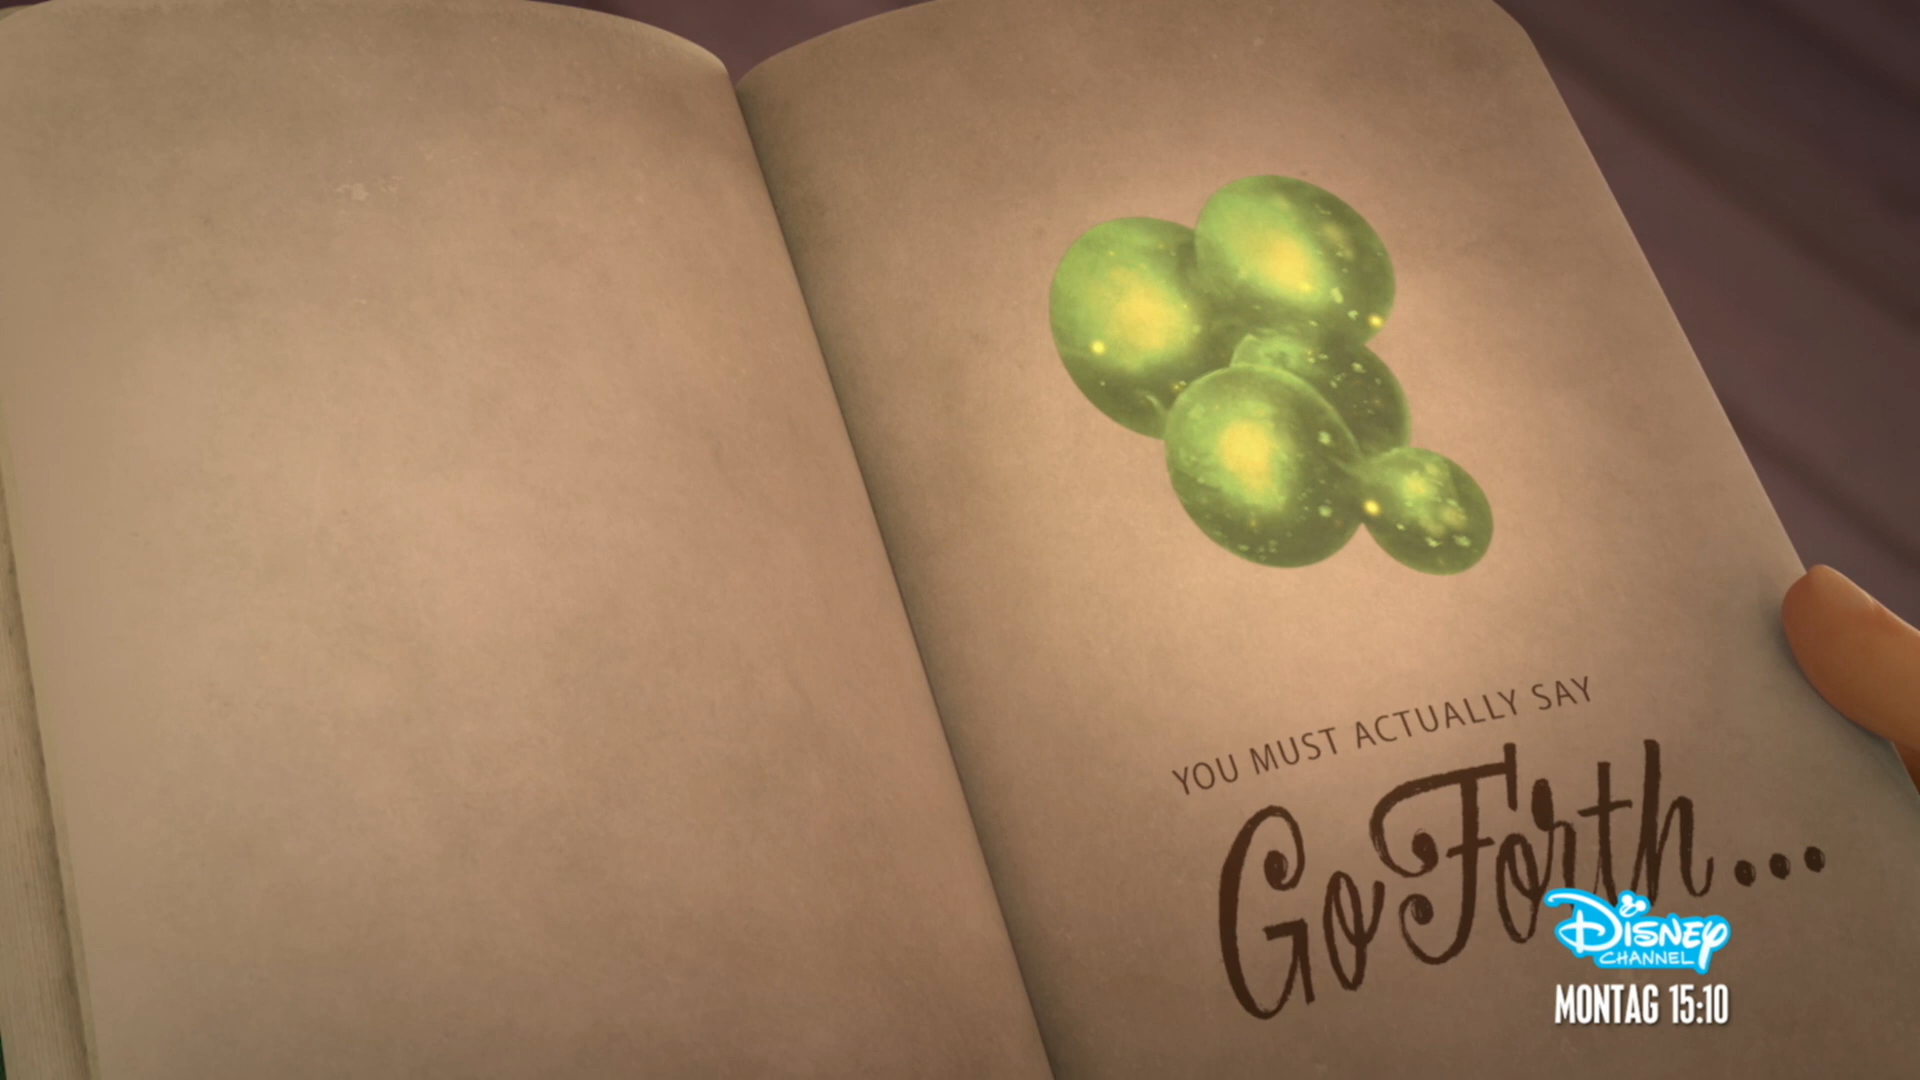 YOU MUST ACTUALLY SAY
Go Forth...
DISNEY
CHANNEL
MONTAG 15:10